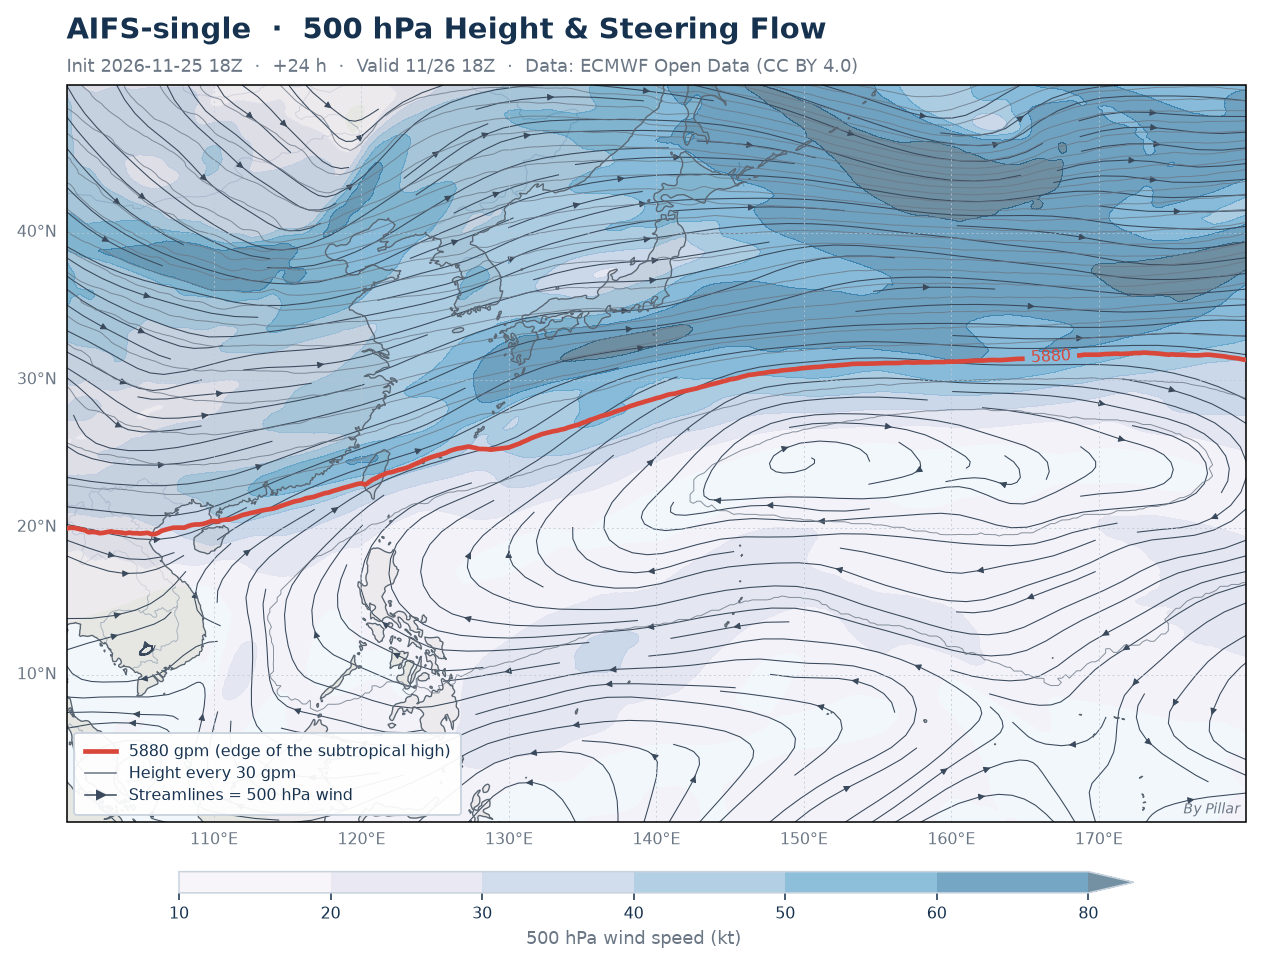 AIFS-single · 500 hPa Height & Steering Flow
Init 2026-11-25 18Z · +24 h · Valid 11/26 18Z · Data: ECMWF Open Data (CC BY 4.0)
40°N
30°N
20°N
10°N
5880
5880 gpm (edge of the subtropical high)
Height every 30 gpm
Streamlines = 500 hPa wind
By Pillar
110°E 120°E 130°E 140°E 150°E 160°E 170°E
10 20 30 40 50 60 80
500 hPa wind speed (kt)